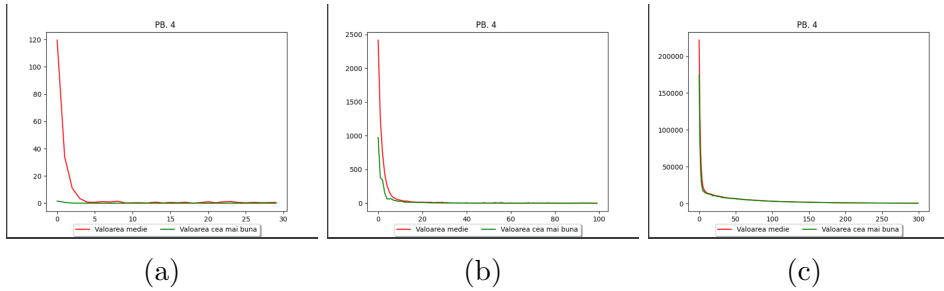 PB. 4
120
100
80
60
40
20
0
0 5 10 15 20 25 29
Valoarea medie Valoarea cea mai buna
(a)
PB. 4
2500
2000
1500
1000
500
0
0 20 40 60 80 99
Valoarea medie Valoarea cea mai buna
(b)
PB. 4
200000
150000
100000
50000
0
0 50 100 150 200 250 300
Valoarea medie Valoarea cea mai buna
(c)